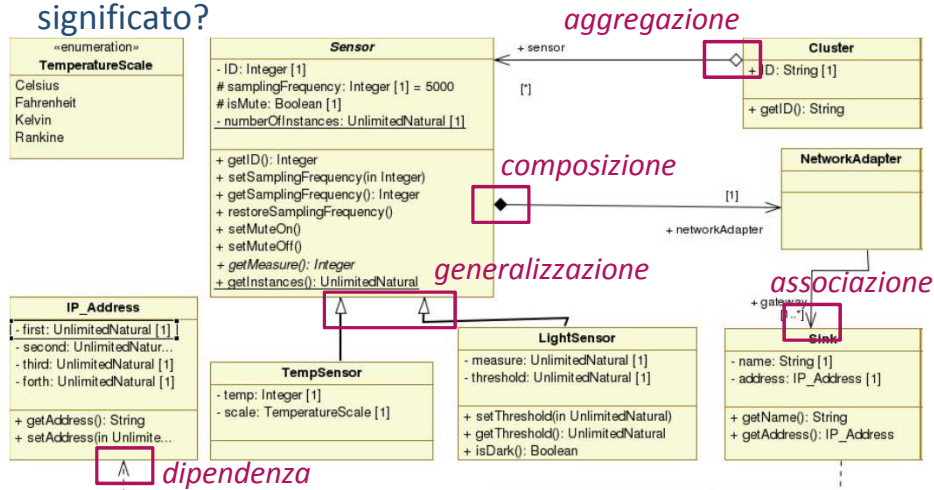 significato?
aggregazione
«enumeration»
TemperatureScale
Celsius
Fahrenheit
Kelvin
Rankine
Sensor
- ID: Integer [1]
# samplingFrequency: Integer [1] = 5000
# isMute: Boolean [1]
- numberOfInstances: UnlimitedNatural [1]
+ getID(): Integer
+ setSamplingFrequency(in Integer)
+ getSamplingFrequency(): Integer
+ restoreSamplingFrequency()
+ setMuteOn()
+ setMuteOff()
+ getMeasure(): Integer
+ getInstances(): UnlimitedNatural
+ sensor
[*]
Cluster
+ ID: String [1]
+ getID(): String
composizione
[1]
+ networkAdapter
NetworkAdapter
generalizzazione
associazione
+ gateway
[1..*]
IP_Address
- first: UnlimitedNatural [1]
- second: UnlimitedNatur...
- third: UnlimitedNatural [1]
- forth: UnlimitedNatural [1]
+ getAddress(): String
+ setAddress(in Unlimite...
TempSensor
- temp: Integer [1]
- scale: TemperatureScale [1]
LightSensor
- measure: UnlimitedNatural [1]
- threshold: UnlimitedNatural [1]
+ setThreshold(in UnlimitedNatural)
+ getThreshold(): UnlimitedNatural
+ isDark(): Boolean
Sink
- name: String [1]
- address: IP_Address [1]
+ getName(): String
+ getAddress(): IP_Address
dipendenza